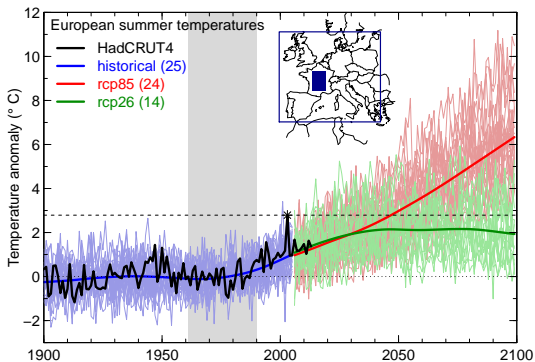 European summer temperatures
HadCRUT4
historical (25)
rcp85 (24)
rcp26 (14)
Temperature anomaly (° C)
12
10
8
6
4
2
0
−2
1900
1950
2000
2050
2100